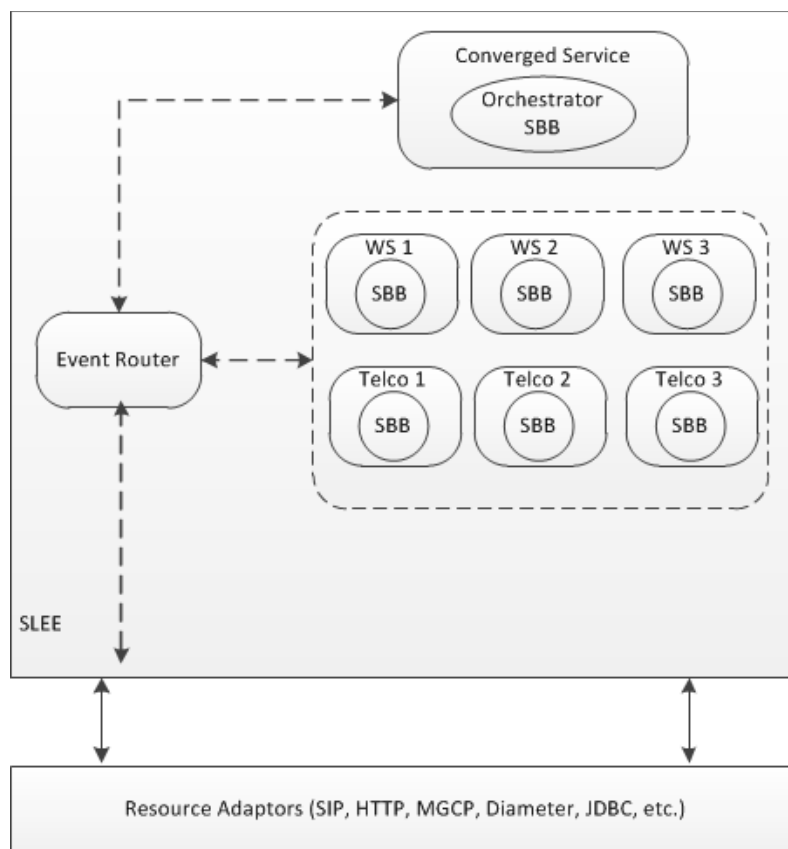 Converged Service
Orchestrator
SBB
WS 1
WS 2
WS 3
SBB
SBB
SBB
Event Router
Telco 1
Telco 2
Telco 3
SBB
SBB
SBB
SLEE
Resource Adaptors (SIP, HTTP, MGCP, Diameter, JDBC, etc.)